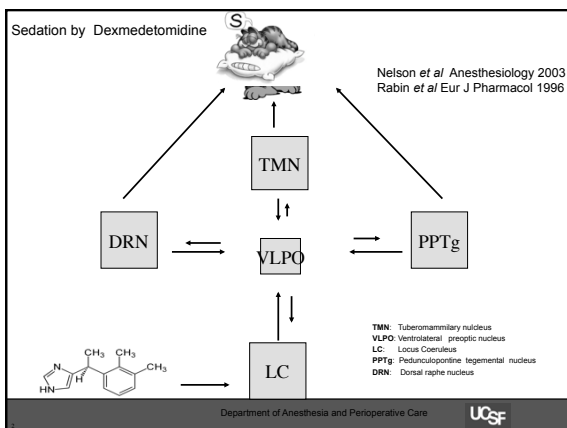 Sedation by Dexmedetomidine
S
Nelson et al Anesthesiology 2003
Rabin et al Eur J Pharmacol 1996
TMN
DRN
VLPO
PPTg
LC
TMN: Tuberomammilary nulcleus
VLPO: Ventrolateral preoptic nucleus
LC: Locus Coeruleus
PPTg: Pedunculopontine tegemental nucleus
DRN: Dorsal raphe nucleus
CH₃ CH₃
N
H
CH₃
HN
Department of Anesthesia and Perioperative Care
UCSF